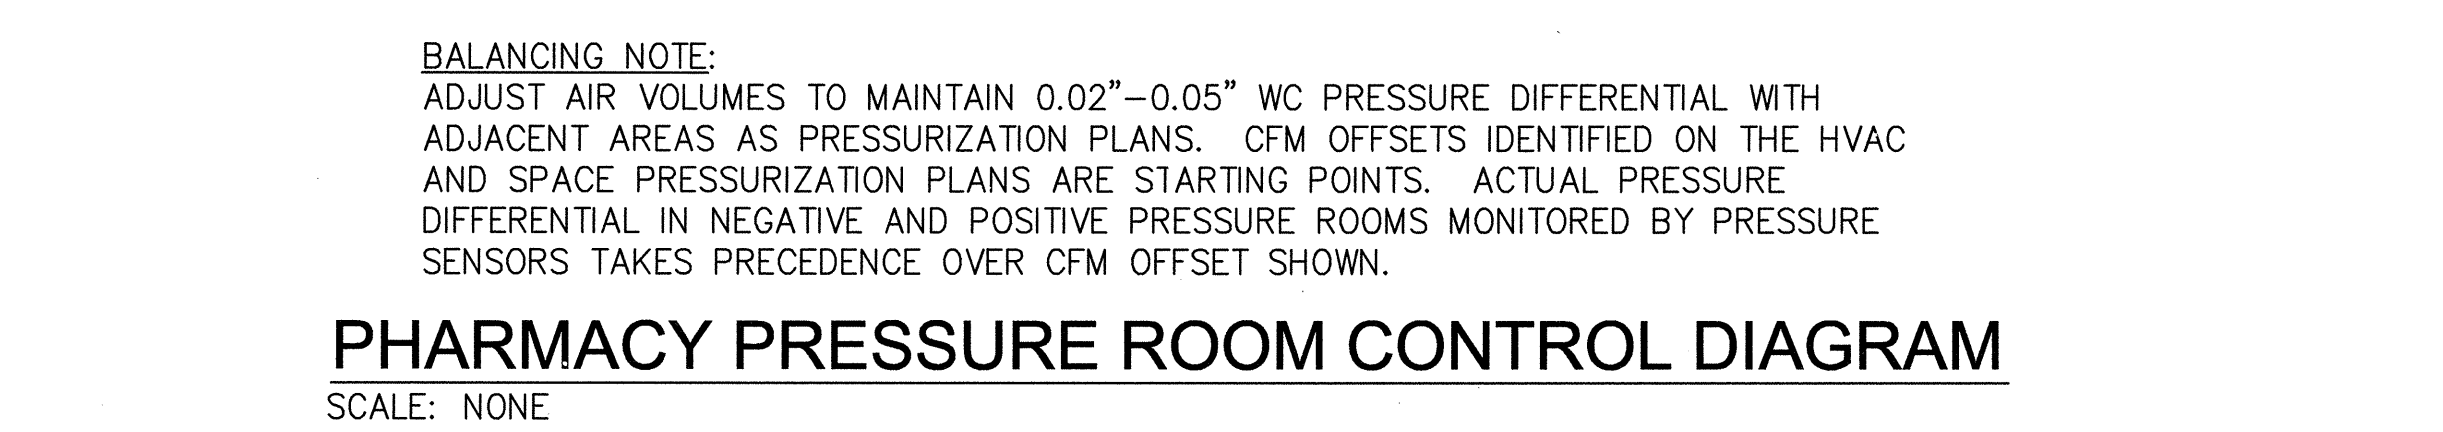 BALANCING NOTE:
ADJUST AIR VOLUMES TO MAINTAIN 0.02"-0.05" WC PRESSURE DIFFERENTIAL WITH
ADJACENT AREAS AS PRESSURIZATION PLANS. CFM OFFSETS IDENTIFIED ON THE HVAC
AND SPACE PRESSURIZATION PLANS ARE STARTING POINTS. ACTUAL PRESSURE
DIFFERENTIAL IN NEGATIVE AND POSITIVE PRESSURE ROOMS MONITORED BY PRESSURE
SENSORS TAKES PRECEDENCE OVER CFM OFFSET SHOWN.
PHARMACY PRESSURE ROOM CONTROL DIAGRAM
SCALE: NONE